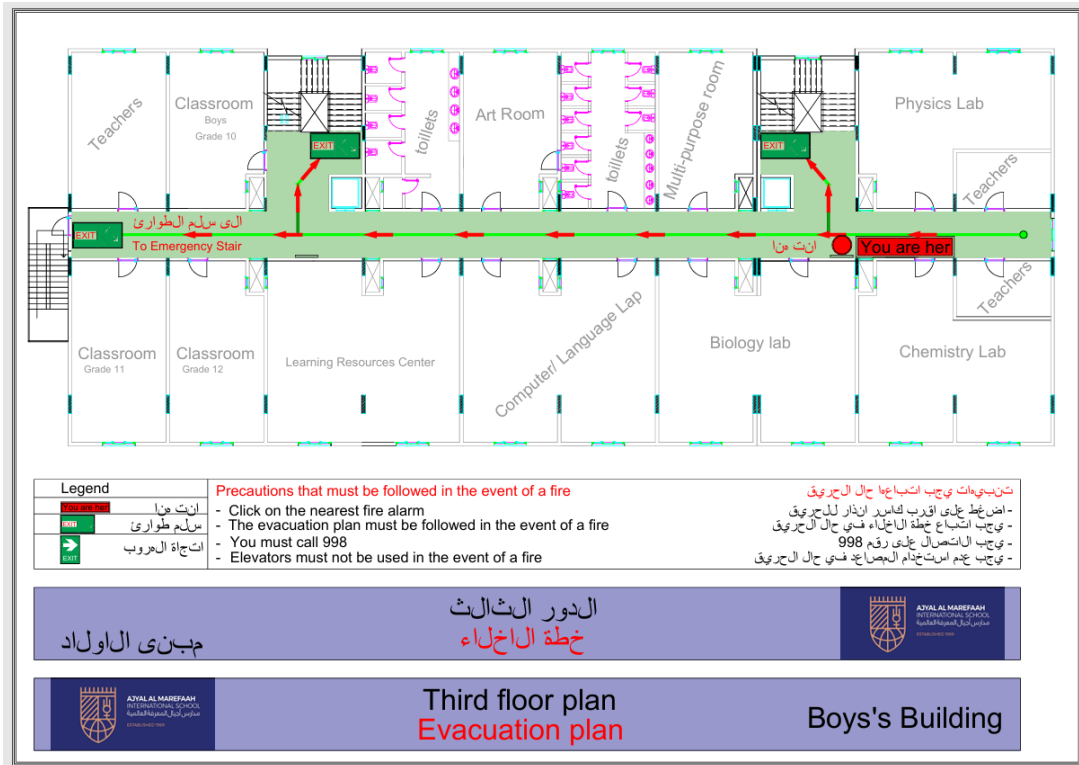 Teachers
Classroom
Boys
Grade 10
EXIT
toillets
Art Room
toillets
Multi-purpose room
EXIT
Physics Lab
Teachers
الى سلم الطوارئ
EXIT
To Emergency Stair
انت هنا
You are her
Teachers
Classroom
Grade 11
Classroom
Grade 12
Learning Resources Center
Computer/ Language Lap
Biology lab
Chemistry Lab
Legend
You are her
انت هنا
EXIT
سلم طوارئ
EXIT
اتجاة الهروب
Precautions that must be followed in the event of a fire
- Click on the nearest fire alarm
- The evacuation plan must be followed in the event of a fire
- You must call 998
- Elevators must not be used in the event of a fire
تنبيهات يجب اتباعها حال الحريق
- اضغط على اقرب كاسر انذار للحريق
- يجب اتباع خطة الاخلاء في حال الحريق
- يجب الاتصال على رقم 998
- يجب عدم استخدام المصاعد في حال الحريق
الدور الثالث
خطة الاخلاء
مبنى الاولاد
AJYAL AL MAREFAAH
INTERNATIONAL SCHOOL
مدارس أجيال المعرفة العالمية
ESTABLISHED 1989
AJYAL AL MAREFAAH
INTERNATIONAL SCHOOL
مدارس أجيال المعرفة العالمية
ESTABLISHED 1989
Third floor plan
Evacuation plan
Boys's Building